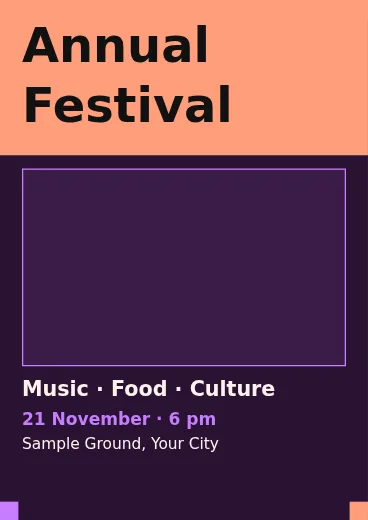 Annual
Festival
Music · Food · Culture
21 November · 6 pm
Sample Ground, Your City